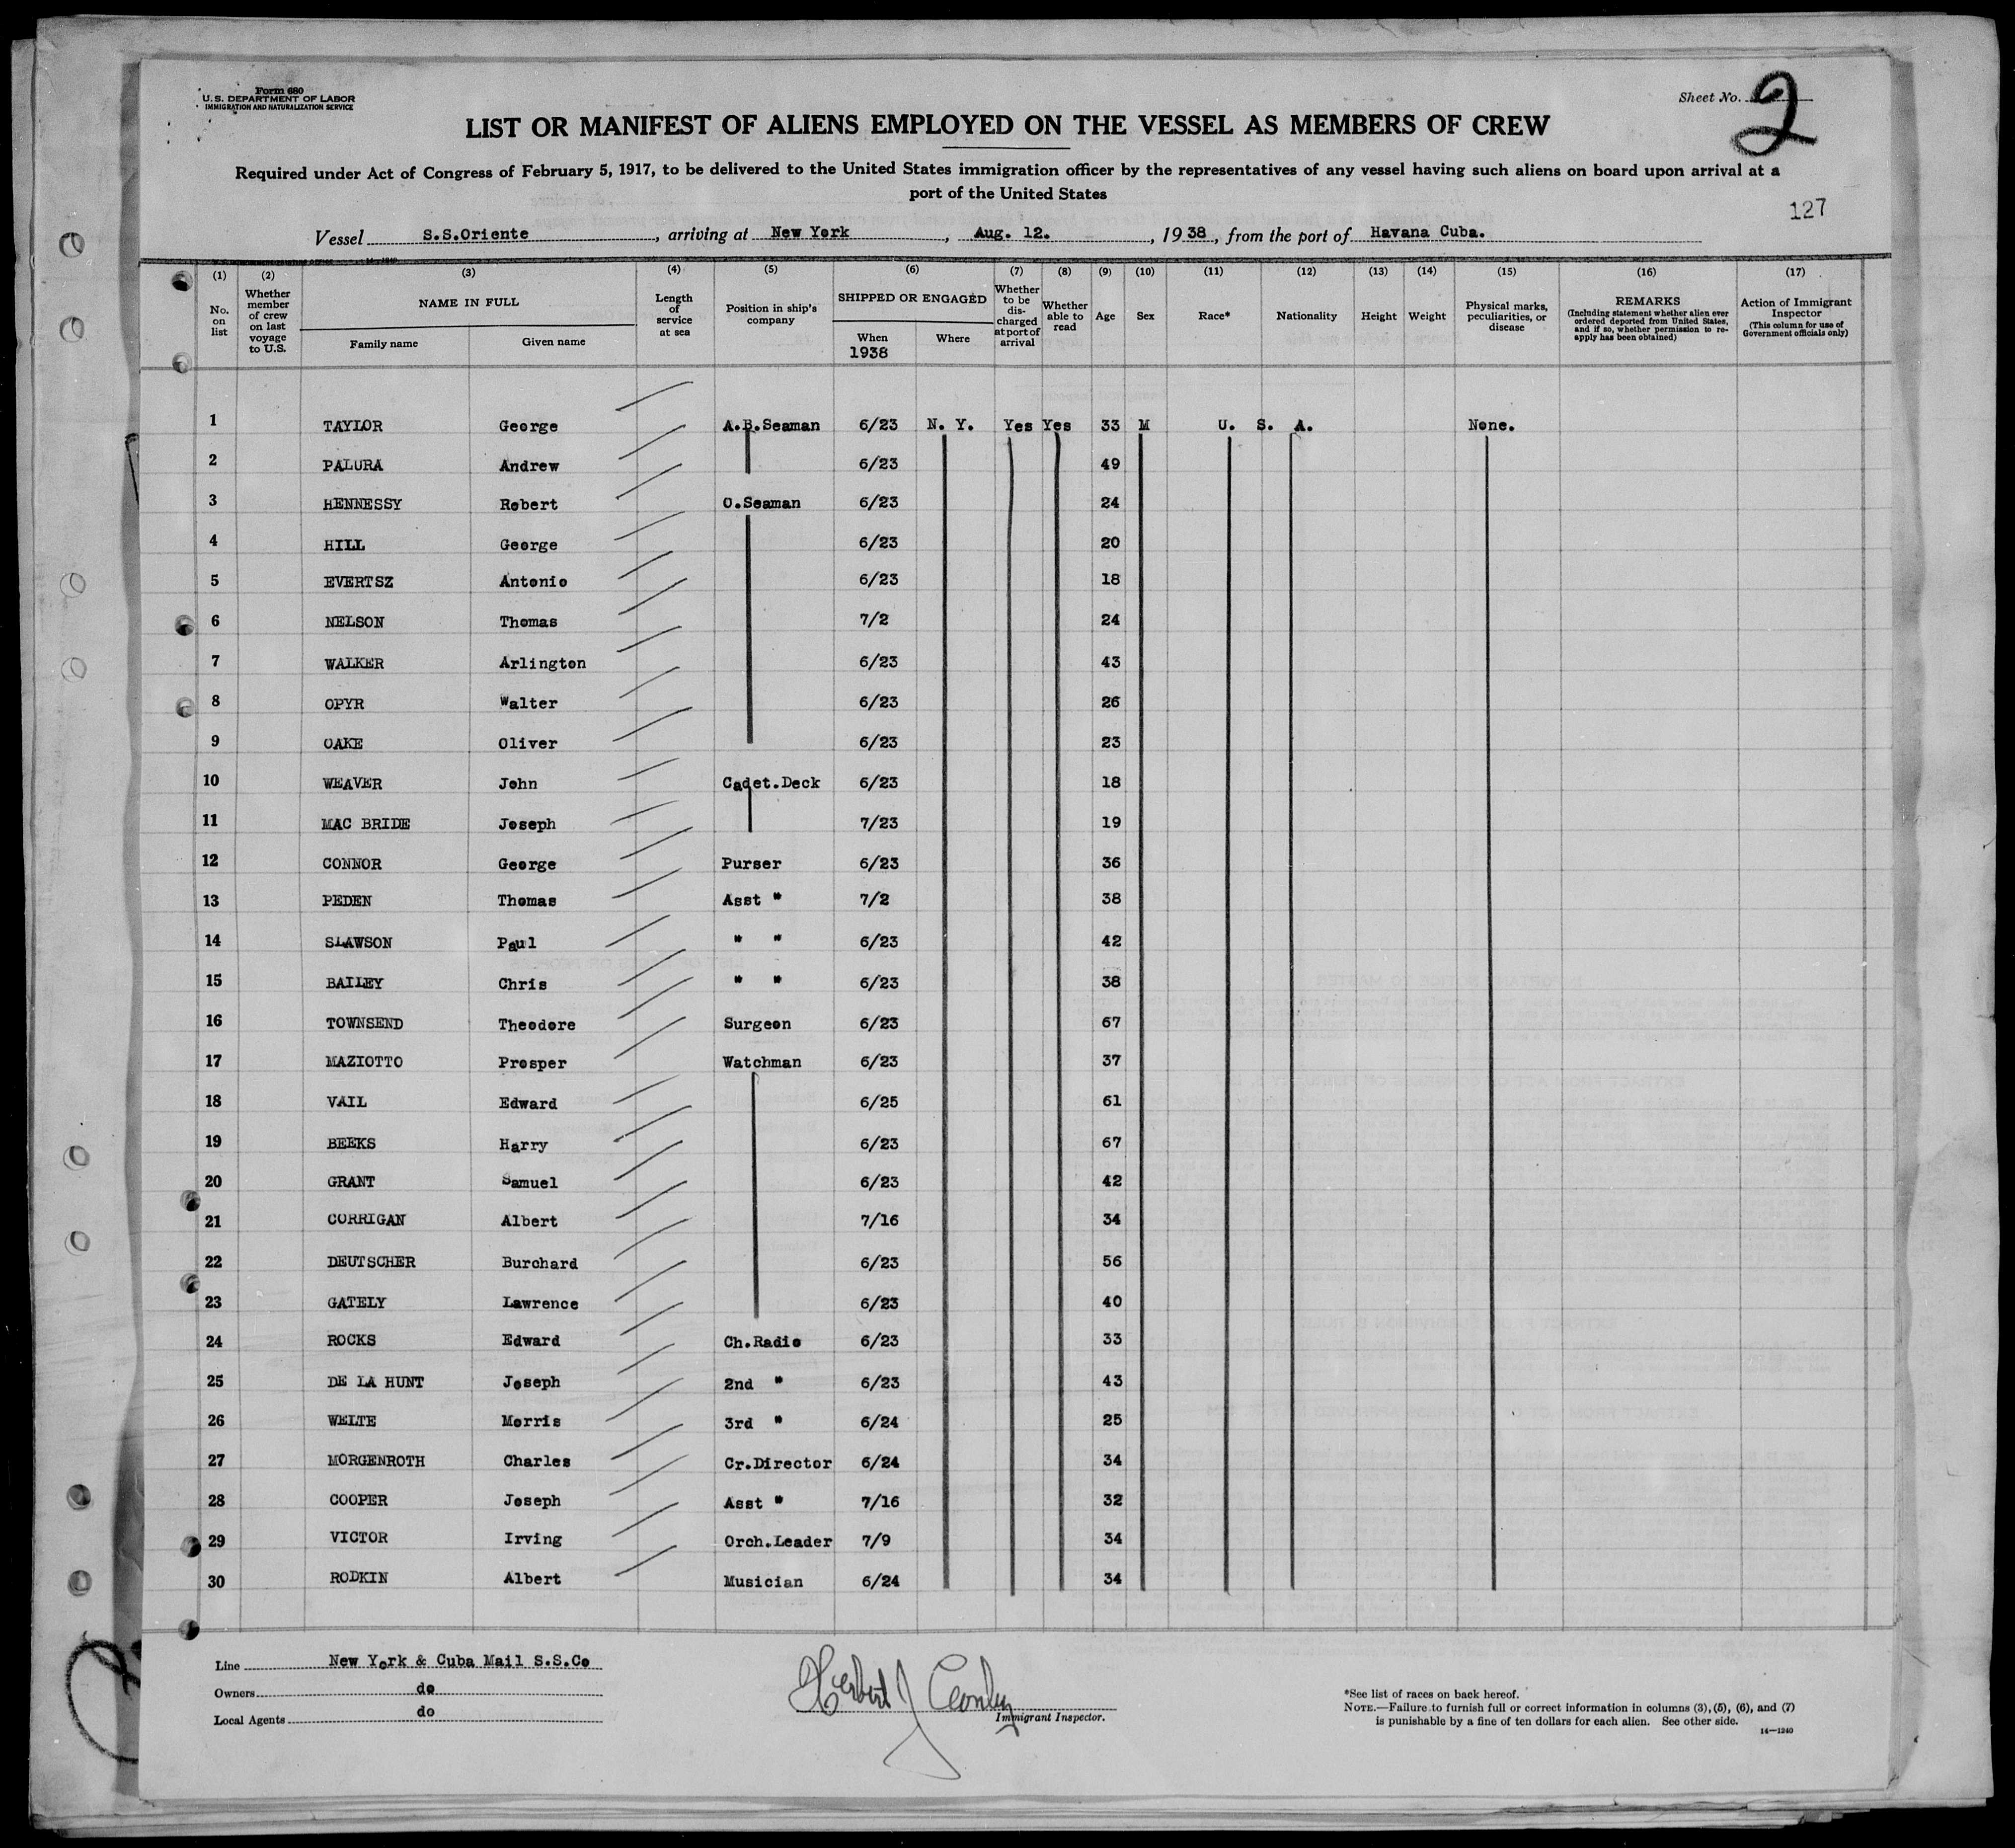 Form 680
U. S. DEPARTMENT OF LABOR
IMMIGRATION AND NATURALIZATION SERVICE
Sheet No. 2
LIST OR MANIFEST OF ALIENS EMPLOYED ON THE VESSEL AS MEMBERS OF CREW
Required under Act of Congress of February 5, 1917, to be delivered to the United States immigration officer by the representatives of any vessel having such aliens on board upon arrival at a
port of the United States
127
Vessel S.S.Oriente, arriving at New York, Aug. 12., 1938, from the port of Havana Cuba.
(1) (2) (3) (4) (5) (6) (7) (8) (9) (10) (11) (12) (13) (14) (15) (16) (17)
No. on list
Whether member of crew on last voyage to U.S.
NAME IN FULL
Family name Given name
Length of service at sea
Position in ship's company
SHIPPED OR ENGAGED
When 1938 Where
Whether to be discharged at port of arrival
Whether able to read
Age
Sex
Race*
Nationality
Height
Weight
Physical marks, peculiarities, or disease
REMARKS
(Including statement whether alien ever ordered deported from United States, and if so, whether permission to reapply has been obtained)
Action of Immigrant Inspector
(This column for use of Government officials only)
1 TAYLOR George A.B.Seaman 6/23 N. Y. Yes Yes 33 M U. S. A. None.
2 PALURA Andrew 6/23 49
3 HENNESSY Robert O.Seaman 6/23 24
4 HILL George 6/23 20
5 EVERTSZ Antonio 6/23 18
6 NELSON Thomas 7/2 24
7 WALKER Arlington 6/23 43
8 OPYR Walter 6/23 26
9 OAKE Oliver 6/23 23
10 WEAVER John Cadet.Deck 6/23 18
11 MAC BRIDE Joseph 7/23 19
12 CONNOR George Purser 6/23 36
13 PEDEN Thomas Asst " 7/2 38
14 SLAWSON Paul " " 6/23 42
15 BAILEY Chris " " 6/23 38
16 TOWNSEND Theodore Surgeon 6/23 67
17 MAZIOTTO Prosper Watchman 6/23 37
18 VAIL Edward 6/25 61
19 BEEKS Harry 6/23 67
20 GRANT Samuel 6/23 42
21 CORRIGAN Albert 7/16 34
22 DEUTSCHER Burchard 6/23 56
23 GATELY Lawrence 6/23 40
24 ROCKS Edward Ch.Radio 6/23 33
25 DE LA HUNT Joseph 2nd " 6/23 43
26 WELTE Morris 3rd " 6/24 25
27 MORGENROTH Charles Cr.Director 6/24 34
28 COOPER Joseph Asst " 7/16 32
29 VICTOR Irving Orch.Leader 7/9 34
30 RODKIN Albert Musician 6/24 34
Line New York & Cuba Mail S.S.Co
Owners do
Local Agents do
Herbert J
Immigrant Inspector.
*See list of races on back hereof.
NOTE.—Failure to furnish full or correct information in columns (3), (5), (6), and (7)
is punishable by a fine of ten dollars for each alien. See other side.
14—1240